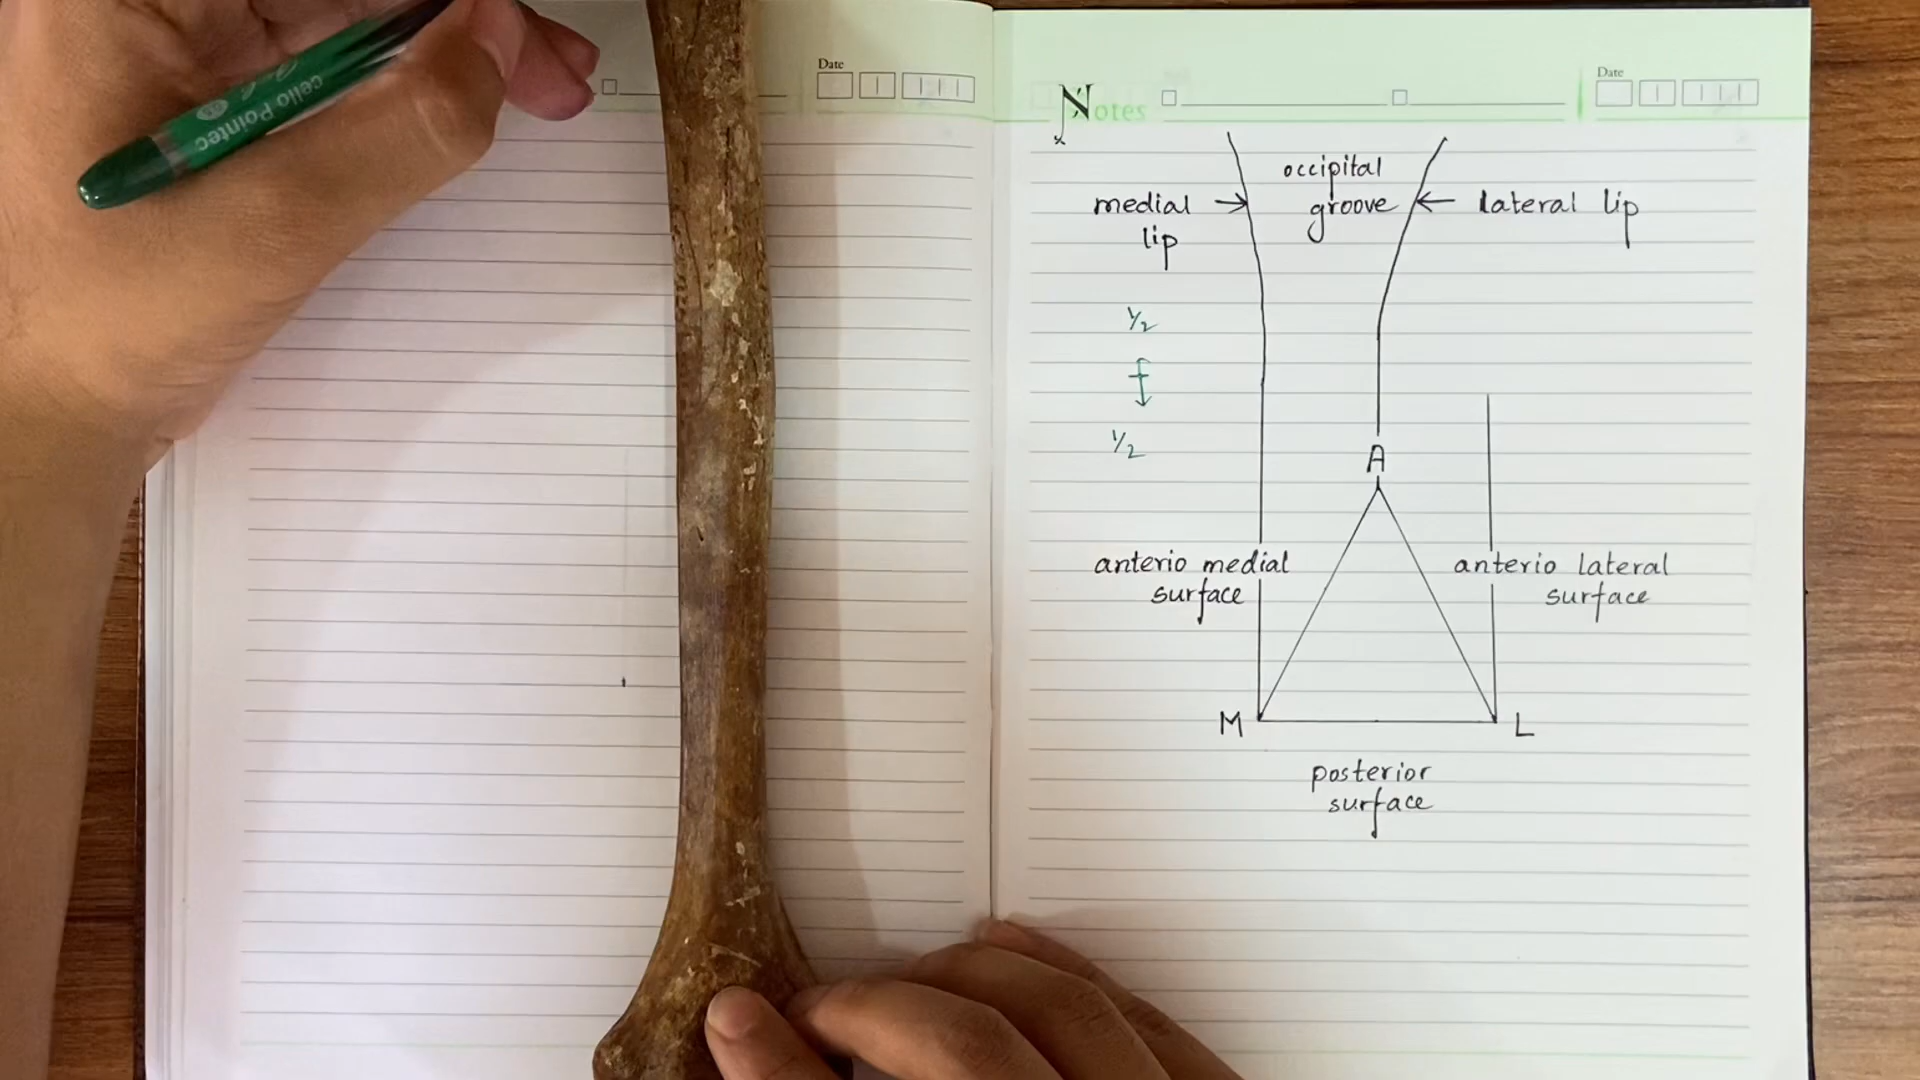 cello Pointec
Date
Notes
Date
occipital
groove
medial
lip
lateral lip
1/2
1/2
A
anterio medial
surface
anterio lateral
surface
M
L
posterior
surface